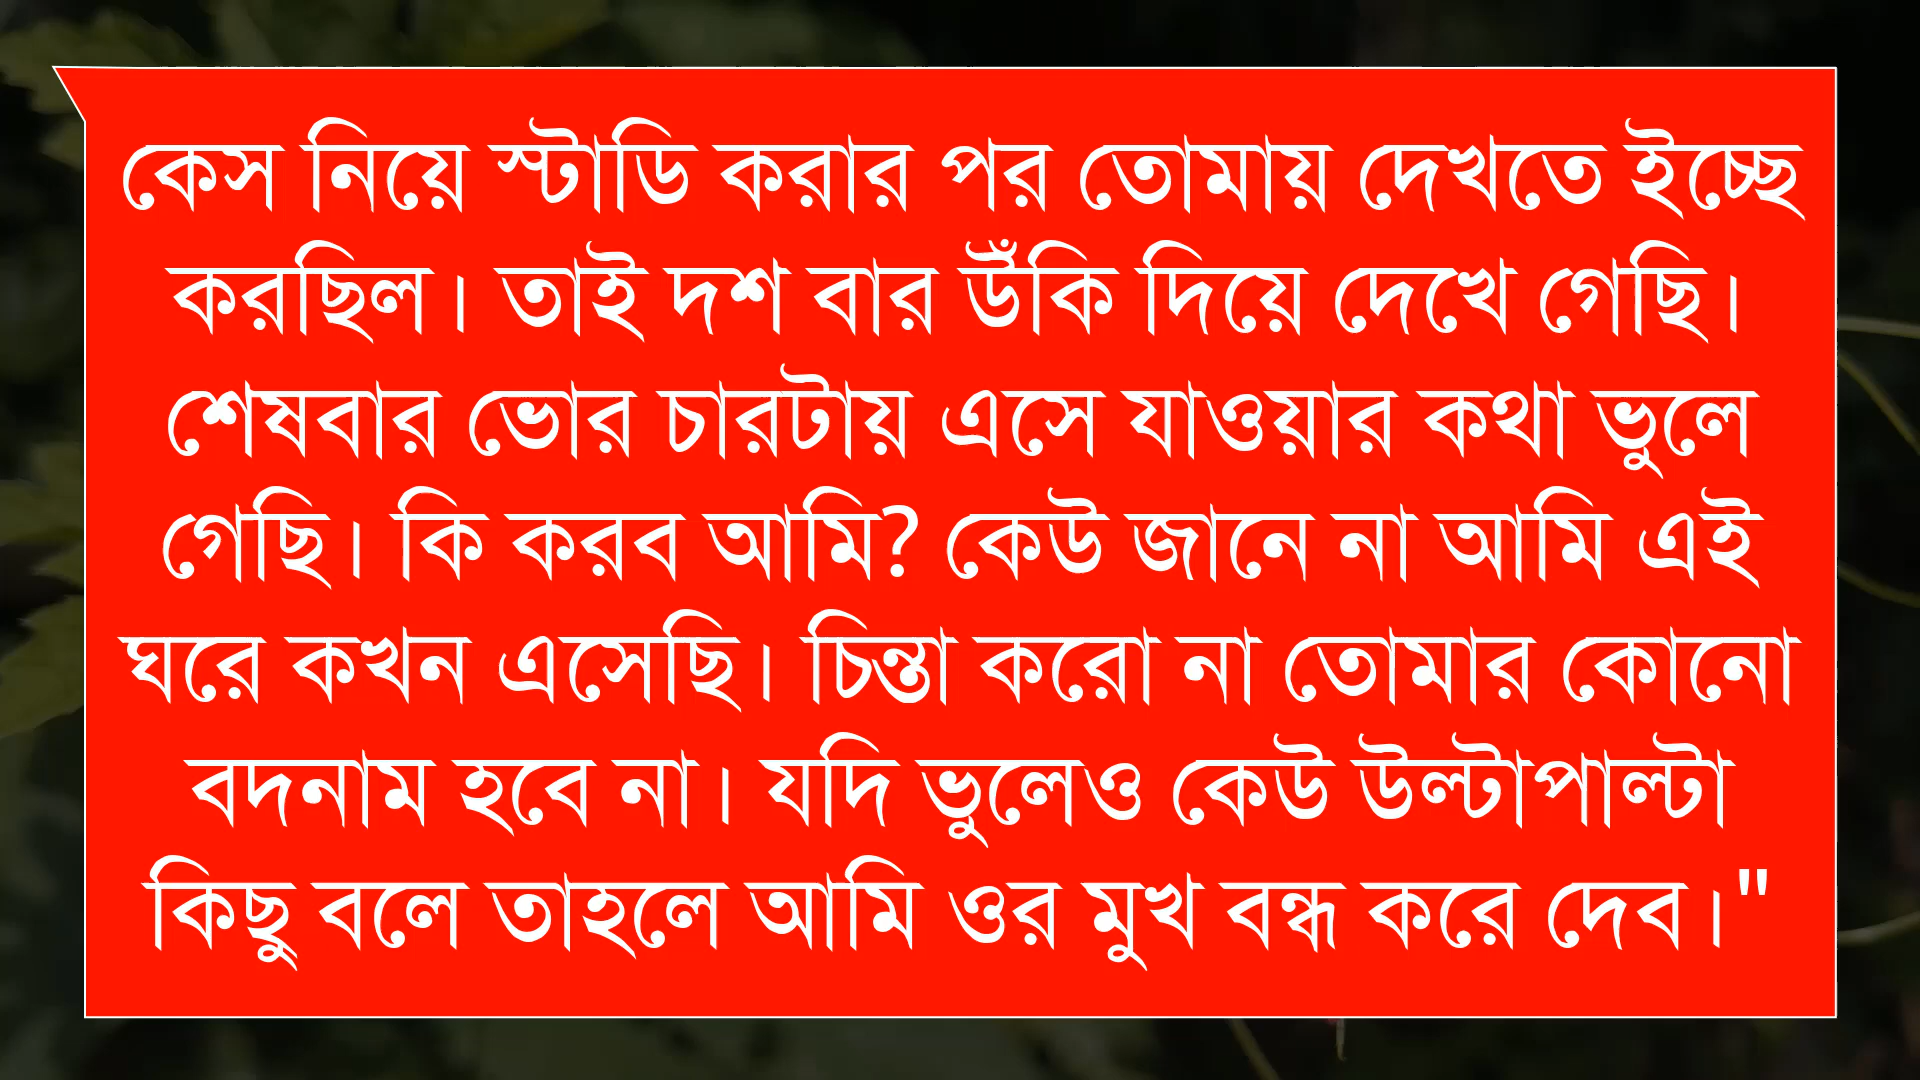 কেস নিয়ে স্টাডি করার পর তোমায় দেখতে ইচ্ছে
করছিল। তাই দশ বার উঁকি দিয়ে দেখে গেছি।
শেষবার ভোর চারটায় এসে যাওয়ার কথা ভুলে
গেছি। কি করব আমি? কেউ জানে না আমি এই
ঘরে কখন এসেছি। চিন্তা করো না তোমার কোনো
বদনাম হবে না। যদি ভুলেও কেউ উল্টাপাল্টা
কিছু বলে তাহলে আমি ওর মুখ বন্ধ করে দেব।"